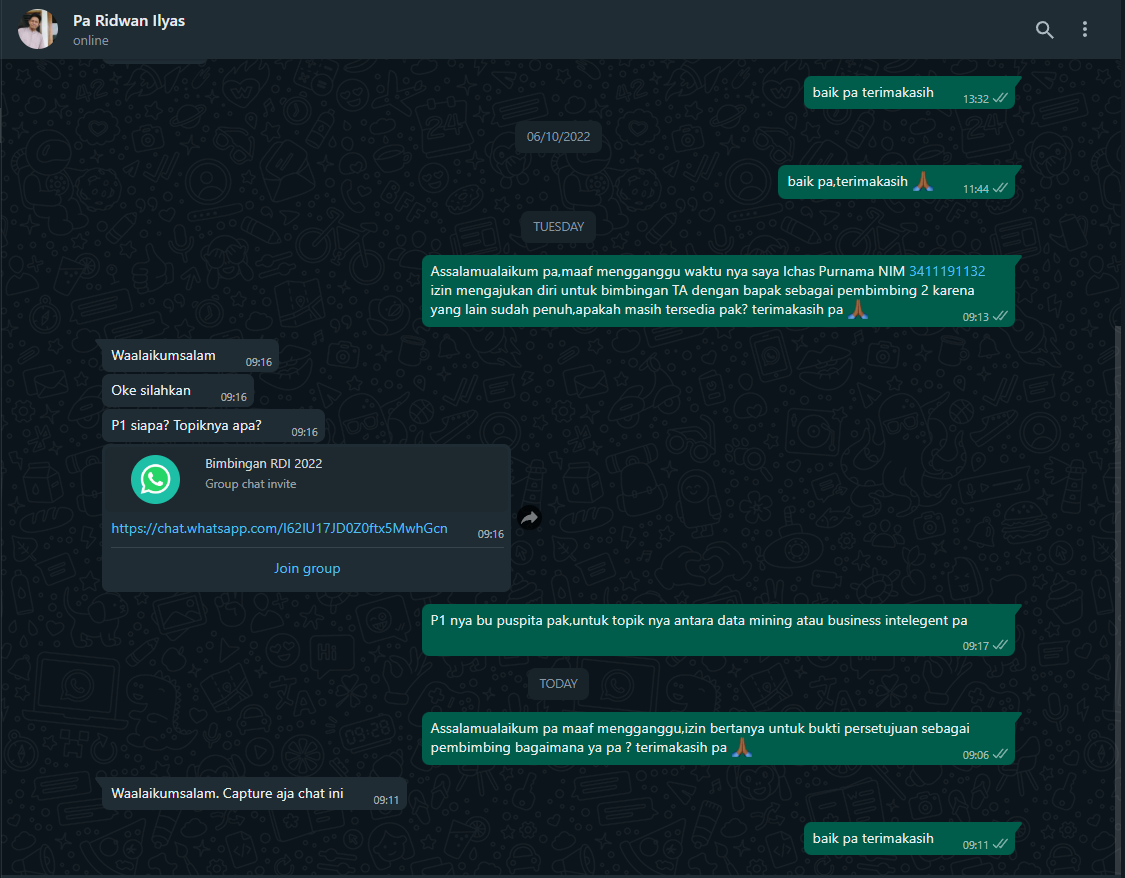 Pa Ridwan Ilyas
online
baik pa terimakasih
13:32
06/10/2022
baik pa,terimakasih 🙏🏾
11:44
TUESDAY
Assalamualaikum pa,maaf mengganggu waktu nya saya Ichas Purnama NIM 3411191132
izin mengajukan diri untuk bimbingan TA dengan bapak sebagai pembimbing 2 karena
yang lain sudah penuh,apakah masih tersedia pak? terimakasih pa 🙏🏾
09:13
Waalaikumsalam
09:16
Oke silahkan
09:16
P1 siapa? Topiknya apa?
09:16
Bimbingan RDI 2022
Group chat invite
https://chat.whatsapp.com/I62IU17JD0Z0ftx5MwhGcn
09:16
Join group
P1 nya bu puspita pak,untuk topik nya antara data mining atau business intelegent pa
09:17
TODAY
Assalamualaikum pa maaf mengganggu,izin bertanya untuk bukti persetujuan sebagai
pembimbing bagaimana ya pa ? terimakasih pa 🙏🏾
09:06
Waalaikumsalam. Capture aja chat ini
09:11
baik pa terimakasih
09:11